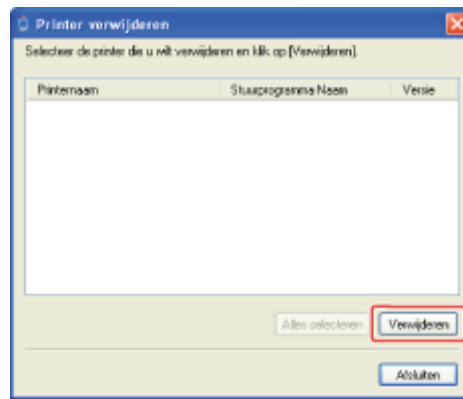 Printer verwijderen
Selecteer de printer die u wilt verwijderen en klik op [Verwijderen].
Printernaam Stuurprogramma Naam Versie
Alles selecteren Verwijderen
Afsluiten